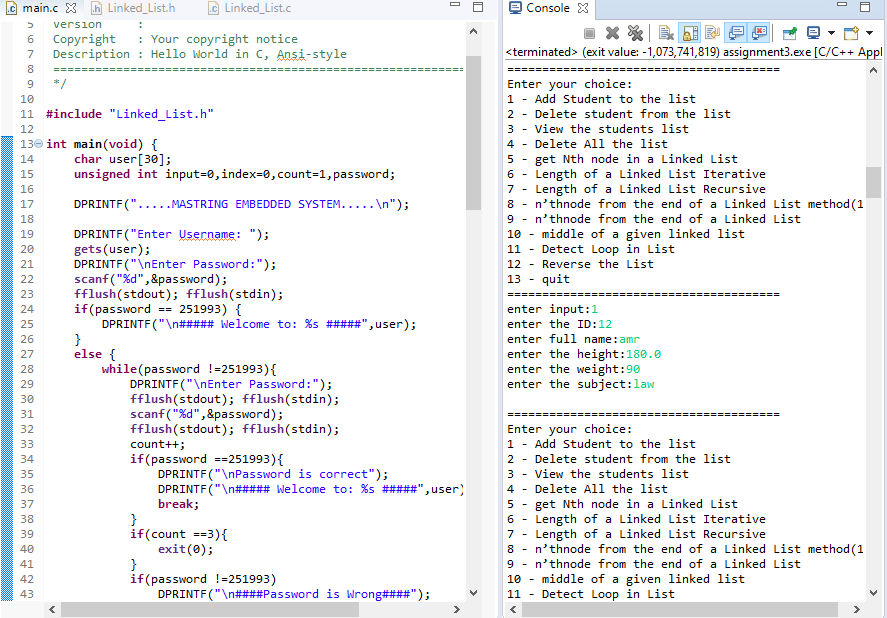 main.c
Linked_List.h
Linked_List.c
5 Version :
6 Copyright : Your copyright notice
7 Description : Hello World in C, Ansi-style
8 ============================================================
9 */
10
11 #include "Linked_List.h"
12
13 int main(void) {
14 char user[30];
15 unsigned int input=0,index=0,count=1,password;
16
17 DPRINTF(".....MASTRING EMBEDDED SYSTEM.....\n");
18
19 DPRINTF("Enter Username: ");
20 gets(user);
21 DPRINTF("\nEnter Password:");
22 scanf("%d",&password);
23 fflush(stdout); fflush(stdin);
24 if(password == 251993) {
25 DPRINTF("\n##### Welcome to: %s #####",user);
26 }
27 else {
28 while(password !=251993){
29 DPRINTF("\nEnter Password:");
30 fflush(stdout); fflush(stdin);
31 scanf("%d",&password);
32 fflush(stdout); fflush(stdin);
33 count++;
34 if(password ==251993){
35 DPRINTF("\nPassword is correct");
36 DPRINTF("\n##### Welcome to: %s #####",user)
37 break;
38 }
39 if(count ==3){
40 exit(0);
41 }
42 if(password !=251993)
43 DPRINTF("\n####Password is Wrong####");
Console
<terminated> (exit value: -1,073,741,819) assignment3.exe [C/C++ Appl
=======================================
Enter your choice:
1 - Add Student to the list
2 - Delete student from the list
3 - View the students list
4 - Delete All the list
5 - get Nth node in a Linked List
6 - Length of a Linked List Iterative
7 - Length of a Linked List Recursive
8 - n’thnode from the end of a Linked List method(1
9 - n’thnode from the end of a Linked List
10 - middle of a given linked list
11 - Detect Loop in List
12 - Reverse the List
13 - quit
=======================================
enter input:1
enter the ID:12
enter full name:amr
enter the height:180.0
enter the weight:90
enter the subject:law
=======================================
Enter your choice:
1 - Add Student to the list
2 - Delete student from the list
3 - View the students list
4 - Delete All the list
5 - get Nth node in a Linked List
6 - Length of a Linked List Iterative
7 - Length of a Linked List Recursive
8 - n’thnode from the end of a Linked List method(1
9 - n’thnode from the end of a Linked List
10 - middle of a given linked list
11 - Detect Loop in List